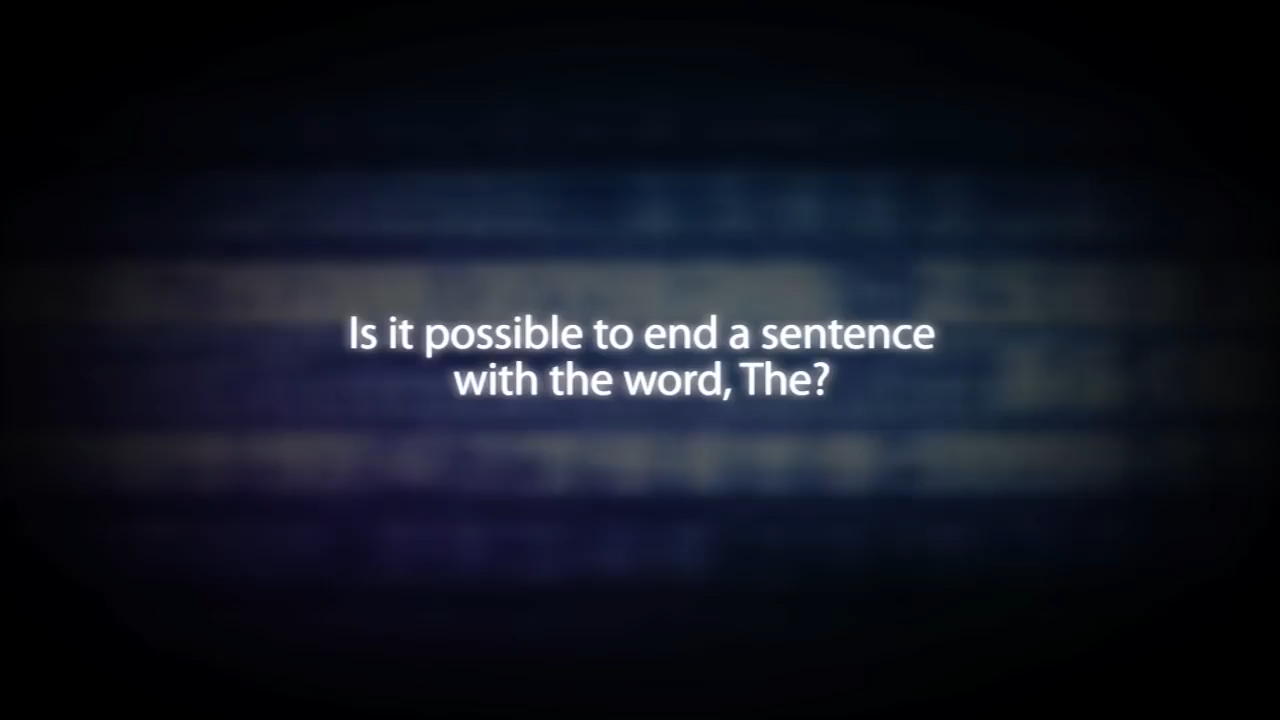 Is it possible to end a sentence
with the word, The?